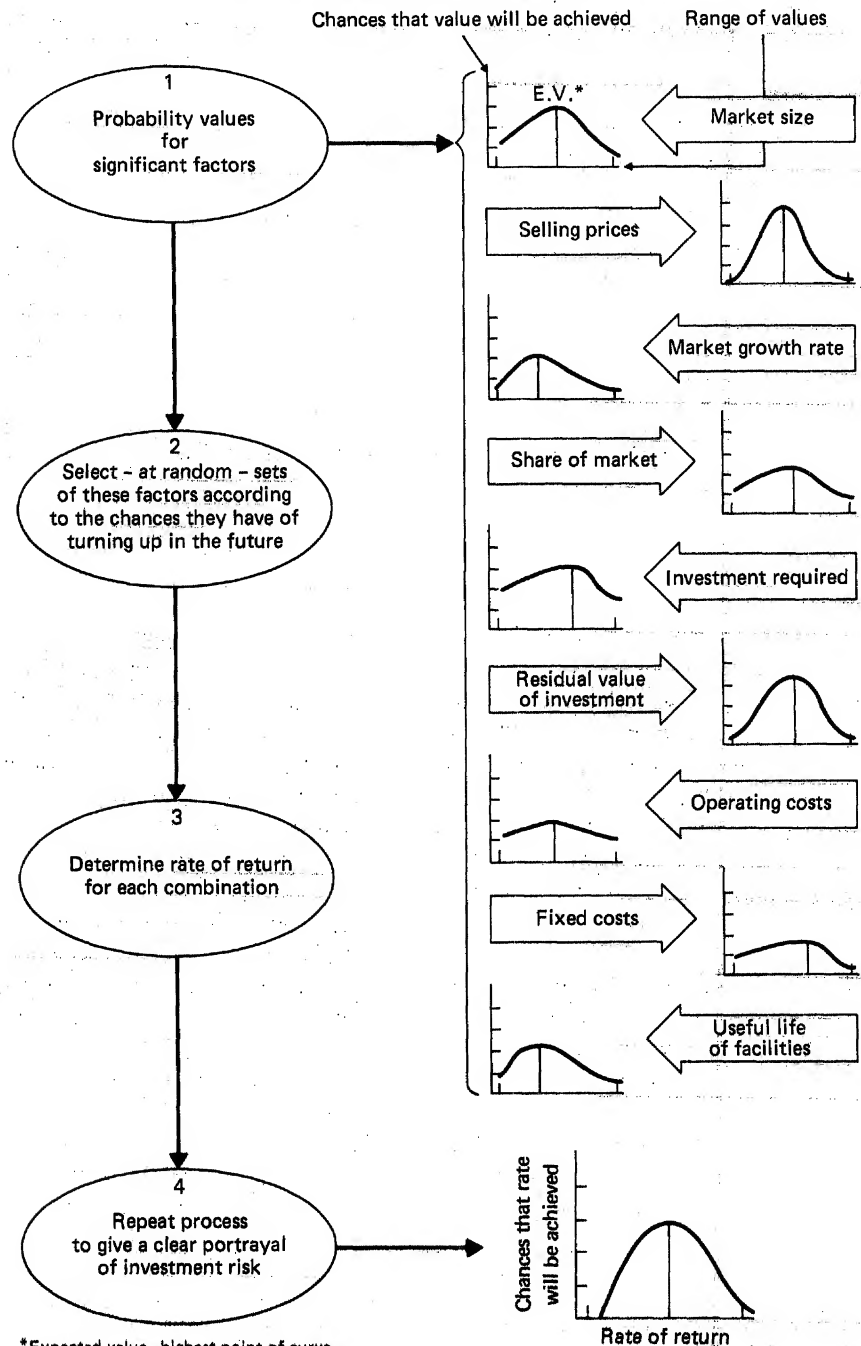 Chances that value will be achieved
Range of values
1
Probability values
for
significant factors
E.V.*
Market size
Selling prices
Market growth rate
2
Select – at random – sets
of these factors according
to the chances they have of
turning up in the future
Share of market
Investment required
Residual value
of investment
Operating costs
3
Determine rate of return
for each combination
Fixed costs
Useful life
of facilities
4
Repeat process
to give a clear portrayal
of investment risk
Chances that rate
will be achieved
Rate of return
*Expected value–highest point of curve